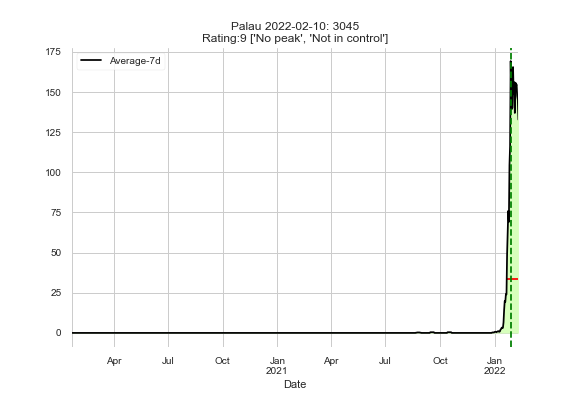 Palau 2022-02-10: 3045
Rating:9 ['No peak', 'Not in control']
175
Average-7d
150
125
100
75
50
25
0
Apr Jul Oct Jan Apr Jul Oct Jan
2021 2022
Date